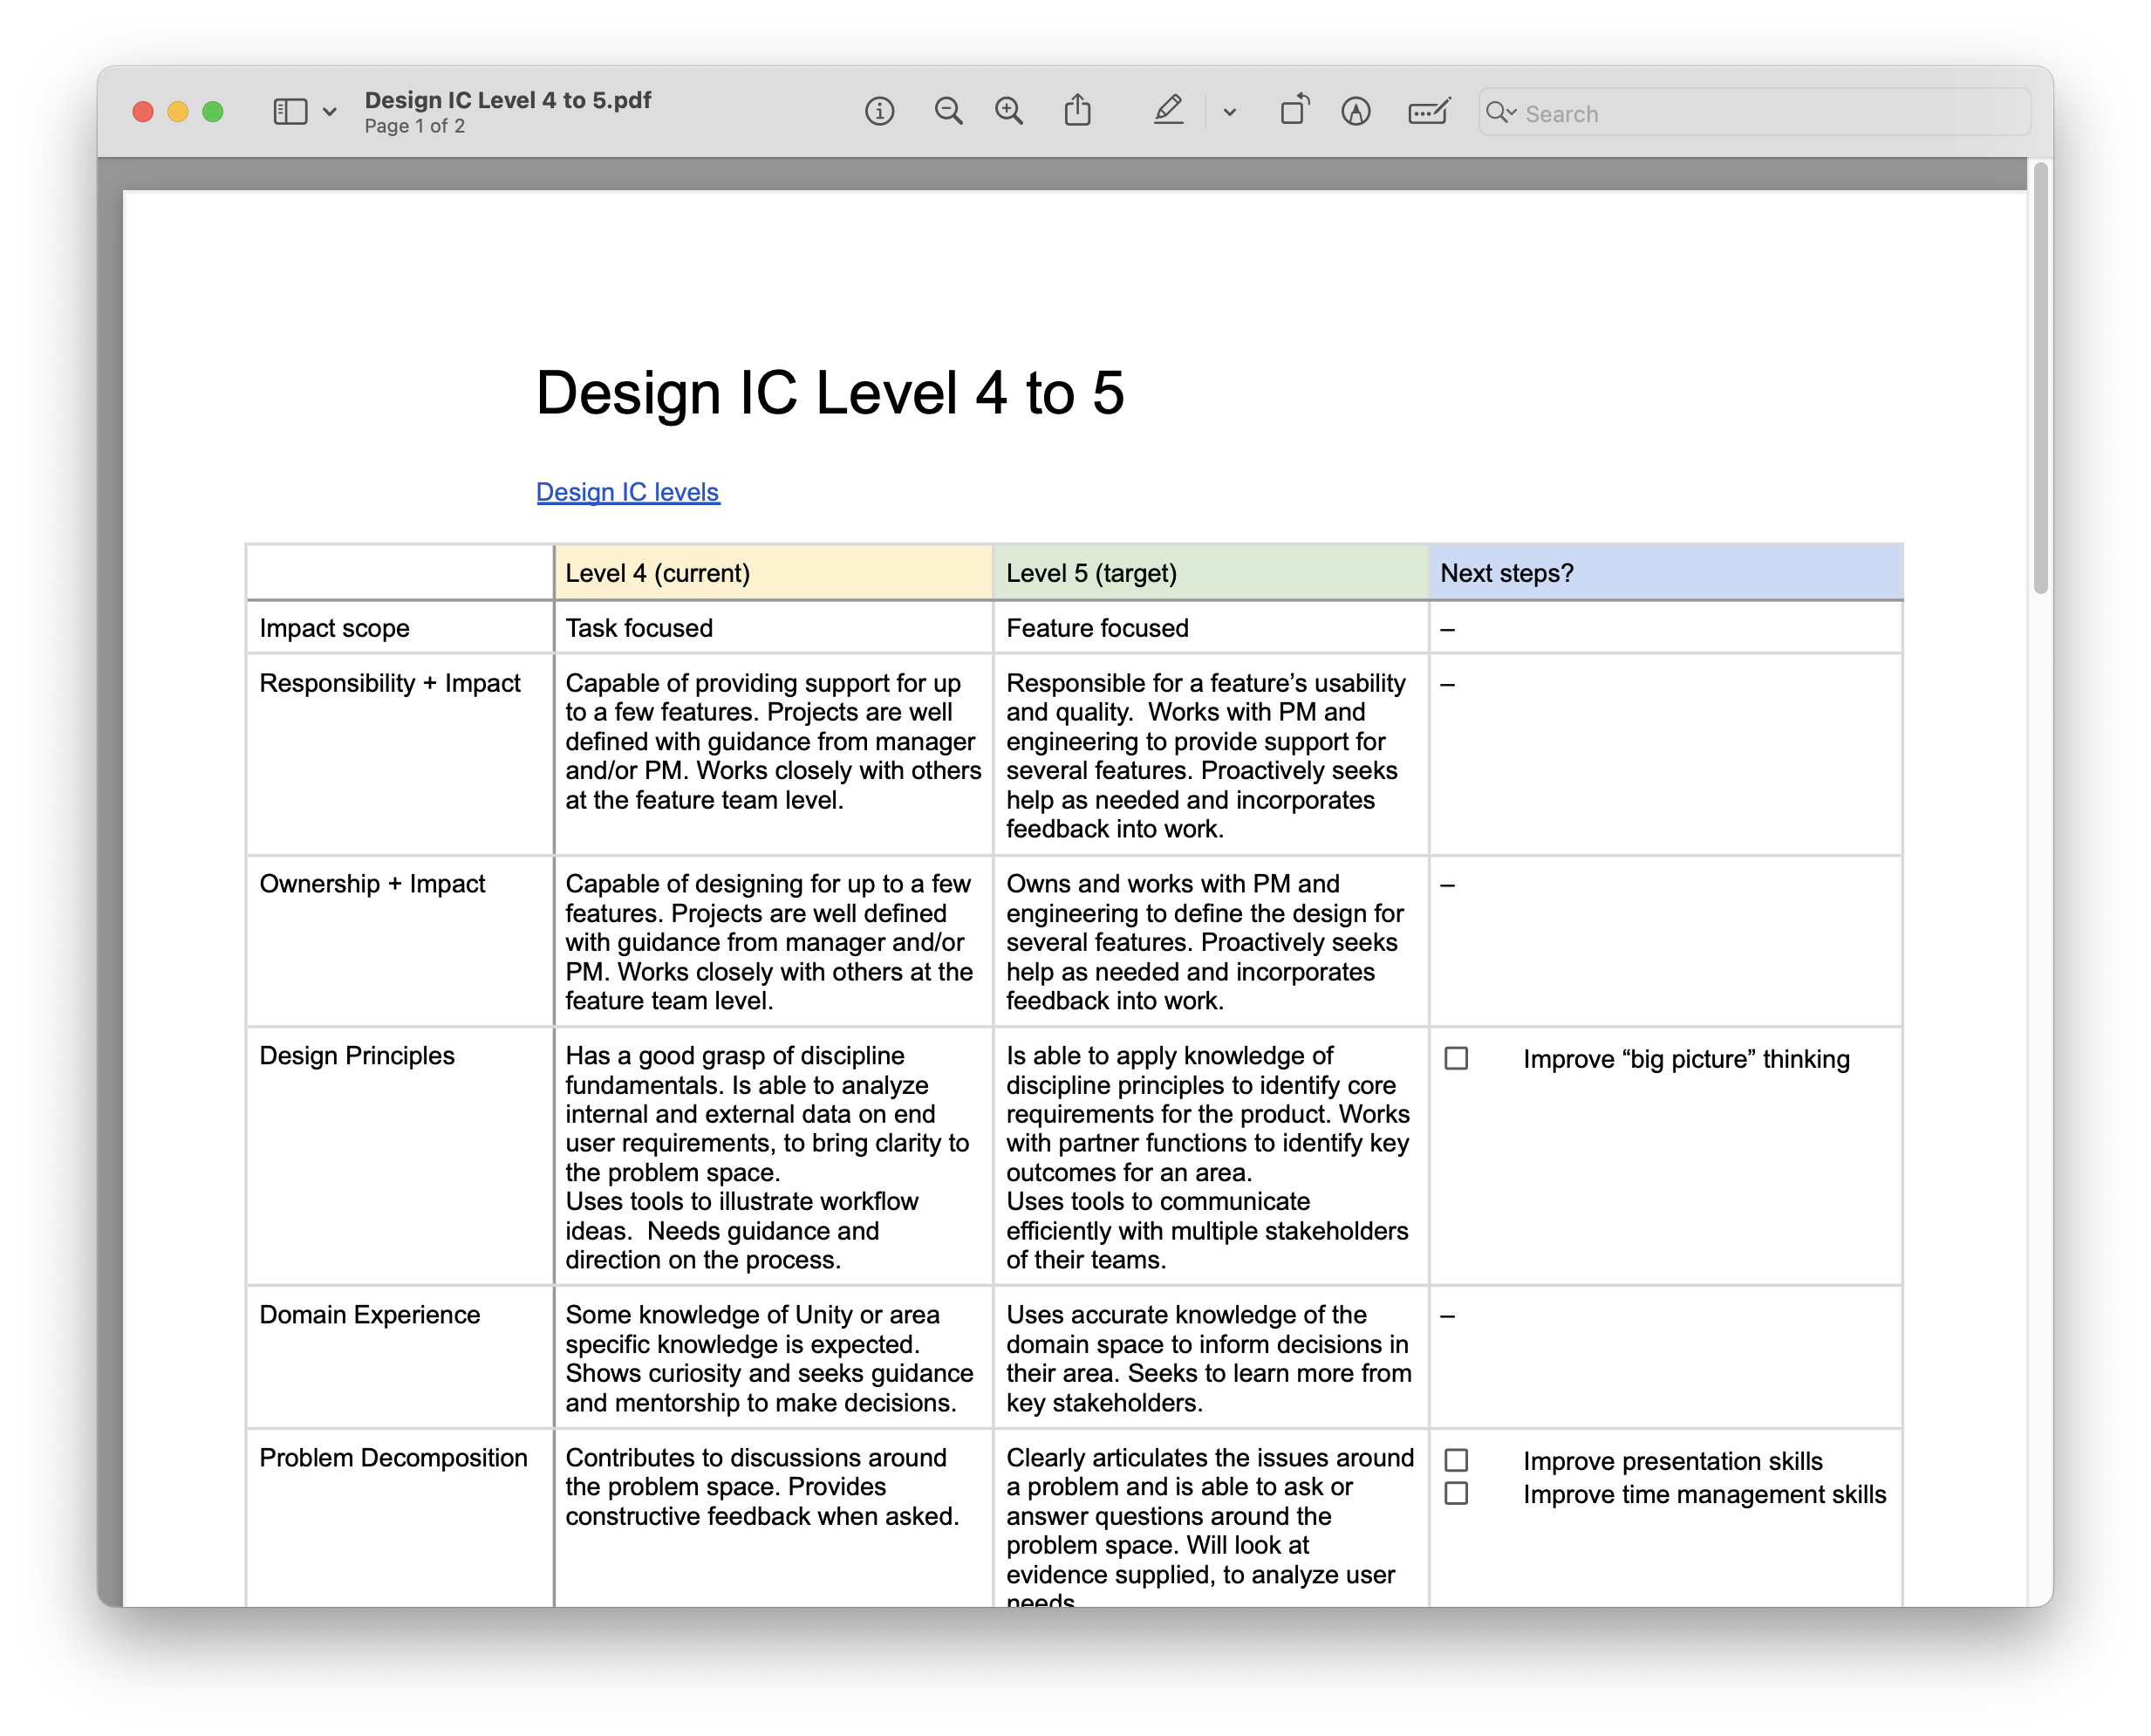 Design IC Level 4 to 5.pdf
Page 1 of 2
Search
Design IC Level 4 to 5
Design IC levels
Level 4 (current)
Level 5 (target)
Next steps?
Impact scope
Task focused
Feature focused
–
Responsibility + Impact
Capable of providing support for up
to a few features. Projects are well
defined with guidance from manager
and/or PM. Works closely with others
at the feature team level.
Responsible for a feature’s usability
and quality.  Works with PM and
engineering to provide support for
several features. Proactively seeks
help as needed and incorporates
feedback into work.
–
Ownership + Impact
Capable of designing for up to a few
features. Projects are well defined
with guidance from manager and/or
PM. Works closely with others at the
feature team level.
Owns and works with PM and
engineering to define the design for
several features. Proactively seeks
help as needed and incorporates
feedback into work.
–
Design Principles
Has a good grasp of discipline
fundamentals. Is able to analyze
internal and external data on end
user requirements, to bring clarity to
the problem space.
Uses tools to illustrate workflow
ideas.  Needs guidance and
direction on the process.
Is able to apply knowledge of
discipline principles to identify core
requirements for the product. Works
with partner functions to identify key
outcomes for an area.
Uses tools to communicate
efficiently with multiple stakeholders
of their teams.
Improve “big picture” thinking
Domain Experience
Some knowledge of Unity or area
specific knowledge is expected.
Shows curiosity and seeks guidance
and mentorship to make decisions.
Uses accurate knowledge of the
domain space to inform decisions in
their area. Seeks to learn more from
key stakeholders.
–
Problem Decomposition
Contributes to discussions around
the problem space. Provides
constructive feedback when asked.
Clearly articulates the issues around
a problem and is able to ask or
answer questions around the
problem space. Will look at
evidence supplied, to analyze user
needs
Improve presentation skills
Improve time management skills